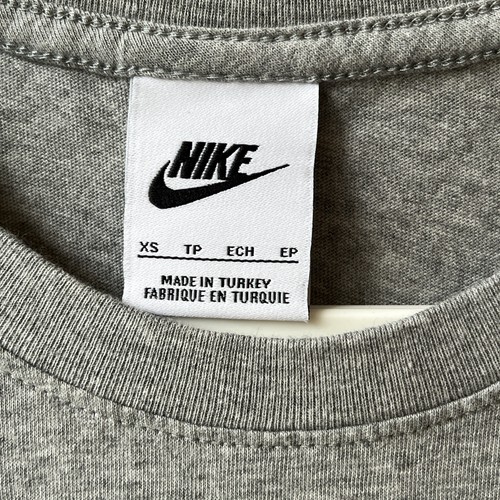 NIKE
XS TP ECH EP
MADE IN TURKEY
FABRIQUE EN TURQUIE